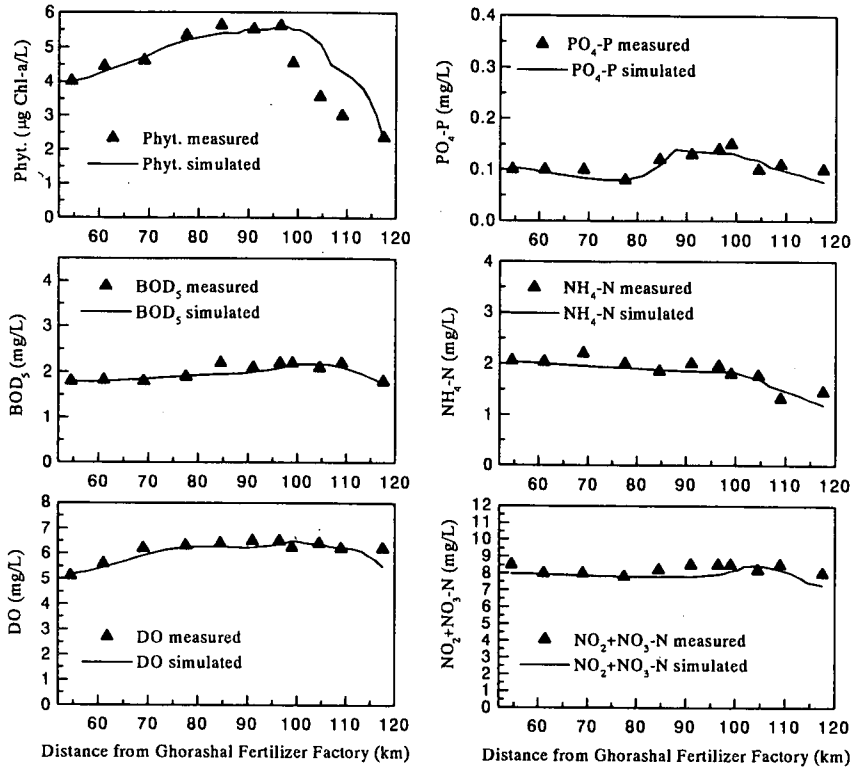 Phyt. (µg Chl-a/L)
6
5
4
3
2
1
0
Phyt. measured
Phyt. simulated
60 70 80 90 100 110 120
PO₄-P (mg/L)
0.4
0.3
0.2
0.1
0.0
PO₄-P measured
PO₄-P simulated
60 70 80 90 100 110 120
BOD₅ (mg/L)
4
3
2
1
0
BOD₅ measured
BOD₅ simulated
60 70 80 90 100 110 120
NH₄-N (mg/L)
4
3
2
1
0
NH₄-N measured
NH₄-N simulated
60 70 80 90 100 110 120
DO (mg/L)
8
7
6
5
4
3
2
1
0
DO measured
DO simulated
60 70 80 90 100 110 120
Distance from Ghorashal Fertilizer Factory (km)
NO₂+NO₃-N (mg/L)
12
11
10
9
8
7
6
5
4
3
2
1
0
NO₂+NO₃-N measured
NO₂+NO₃-N simulated
60 70 80 90 100 110 120
Distance from Ghorashal Fertilizer Factory (km)